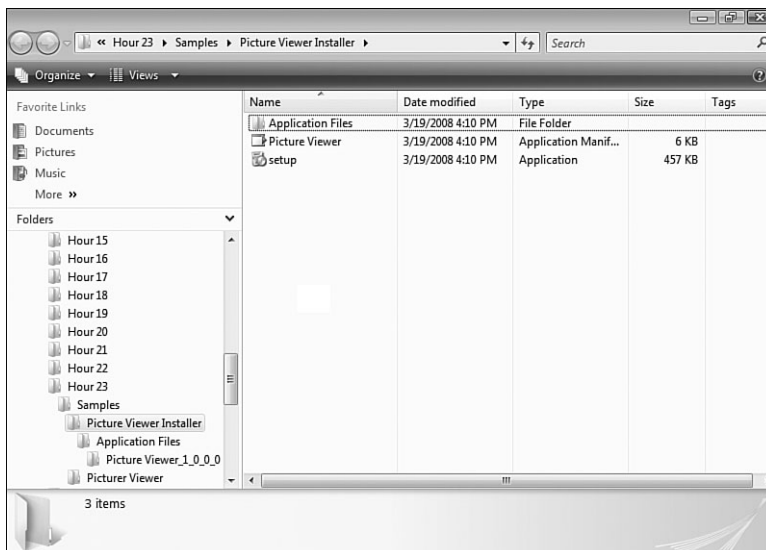 « Hour 23 ▸ Samples ▸ Picture Viewer Installer ▸ Search
Organize Views
Favorite Links
Documents
Pictures
Music
More »
Folders
Hour 15
Hour 16
Hour 17
Hour 18
Hour 19
Hour 20
Hour 21
Hour 22
Hour 23
Samples
Picture Viewer Installer
Application Files
Picture Viewer_1_0_0_0
Picturer Viewer
Name Date modified Type Size Tags
Application Files 3/19/2008 4:10 PM File Folder
Picture Viewer 3/19/2008 4:10 PM Application Manif... 6 KB
setup 3/19/2008 4:10 PM Application 457 KB
3 items